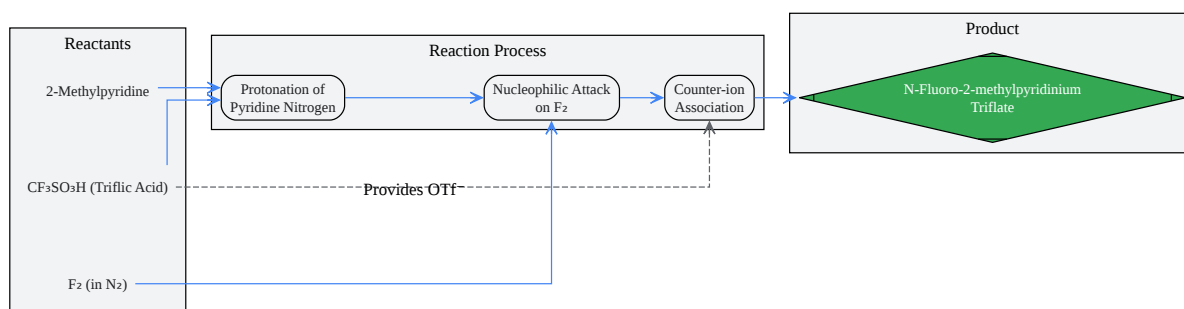 Reactants
2-Methylpyridine
CF₃SO₃H (Triflic Acid)
F₂ (in N₂)
Reaction Process
Protonation of
Pyridine Nitrogen
Nucleophilic Attack
on F₂
Counter-ion
Association
Provides OTf⁻
Product
N-Fluoro-2-methylpyridinium
Triflate